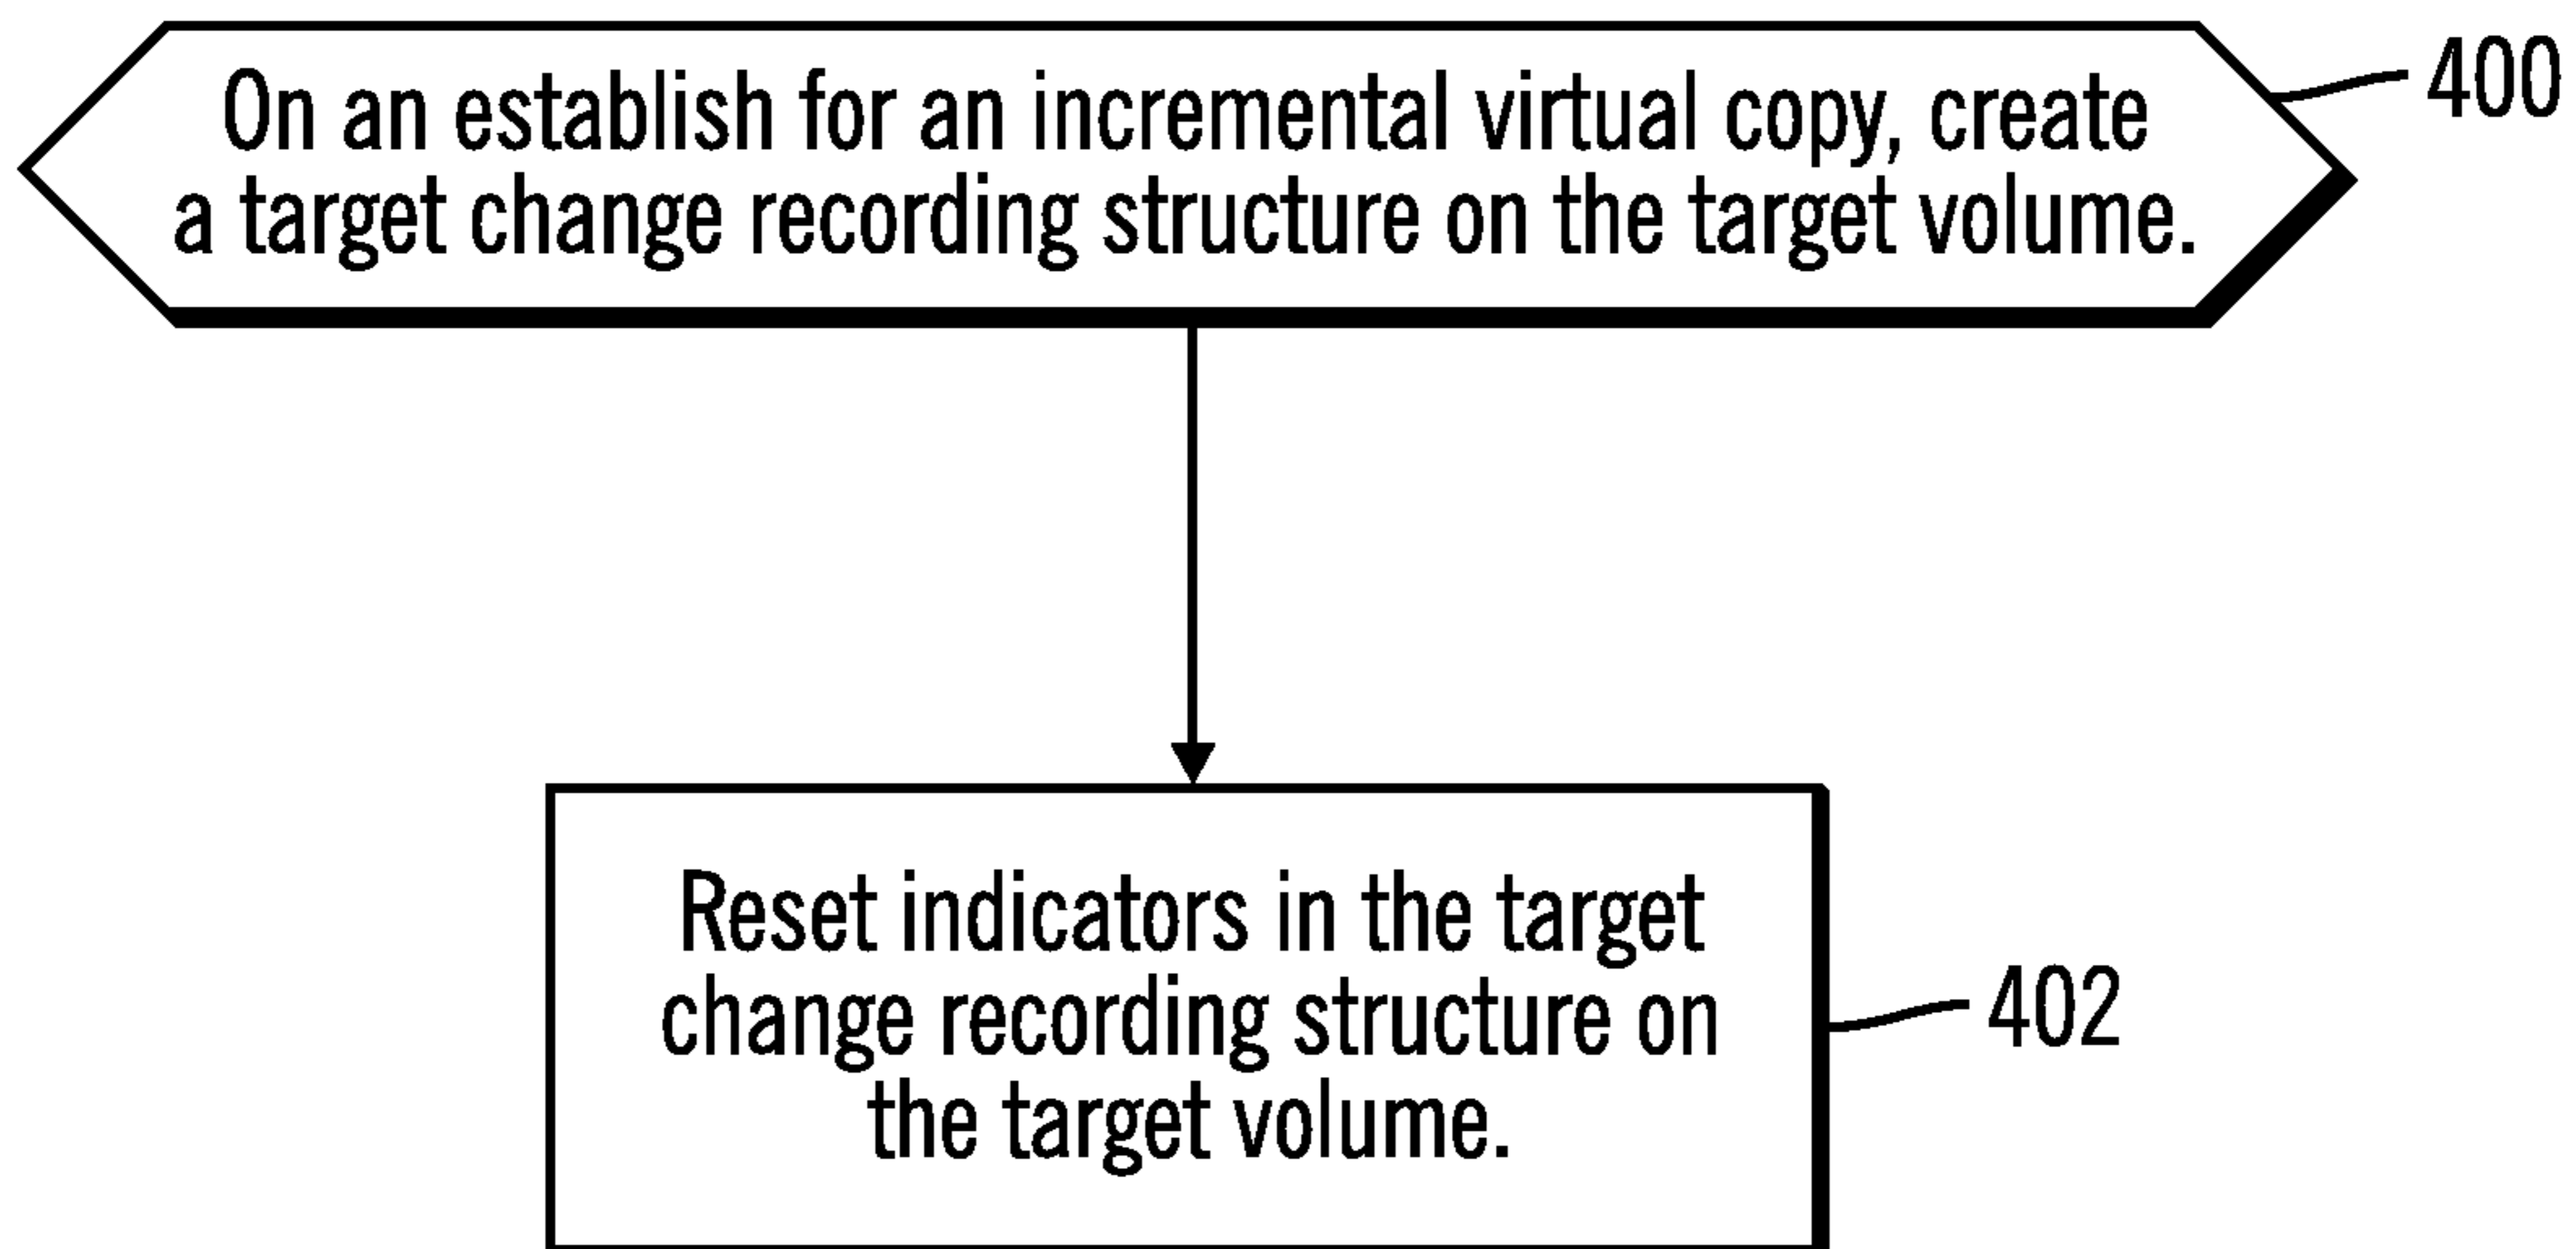 On an establish for an incremental virtual copy, create
a target change recording structure on the target volume.
400
Reset indicators in the target
change recording structure on
the target volume.
402